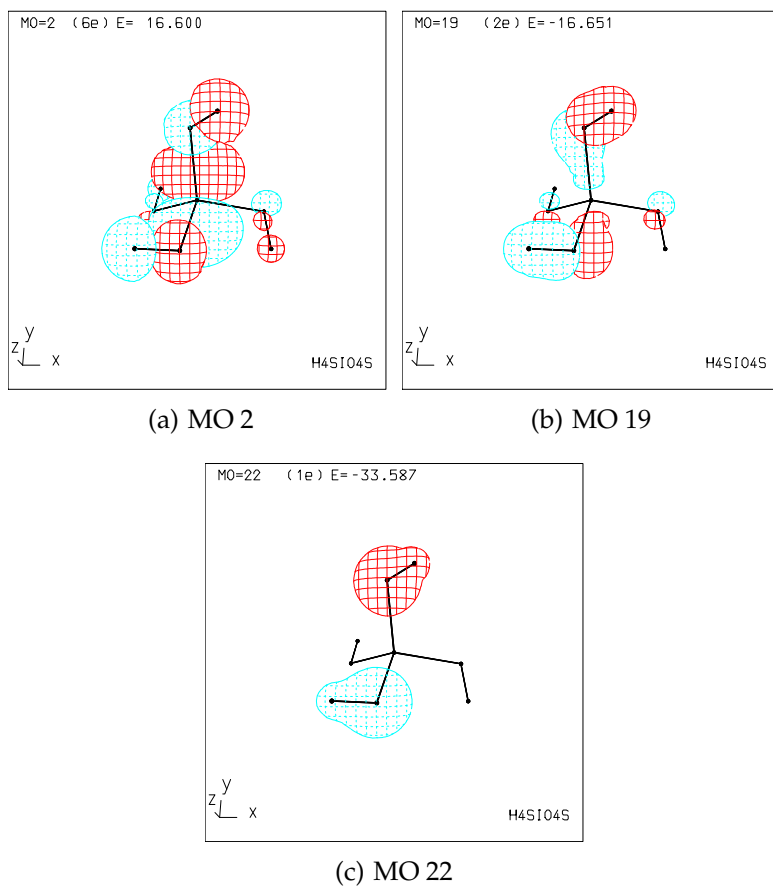 MO=2 (6e) E= 16.600
MO=19 (2e) E=-16.651
y
z x
H4SIO4S
y
z x
H4SIO4S
(a) MO 2
(b) MO 19
MO=22 (1e) E=-33.587
y
z x
H4SIO4S
(c) MO 22